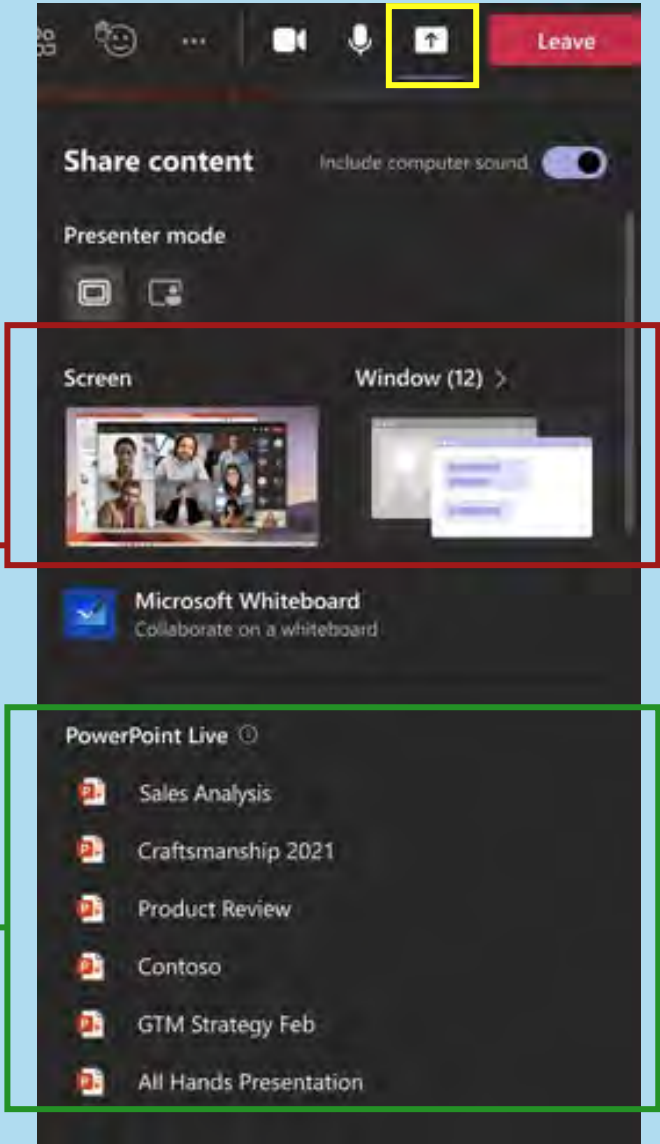 Leave
Share content Include computer sound
Presenter mode
Screen Window (12) >
Microsoft Whiteboard
Collaborate on a whiteboard
PowerPoint Live
Sales Analysis
Craftsmanship 2021
Product Review
Contoso
GTM Strategy Feb
All Hands Presentation